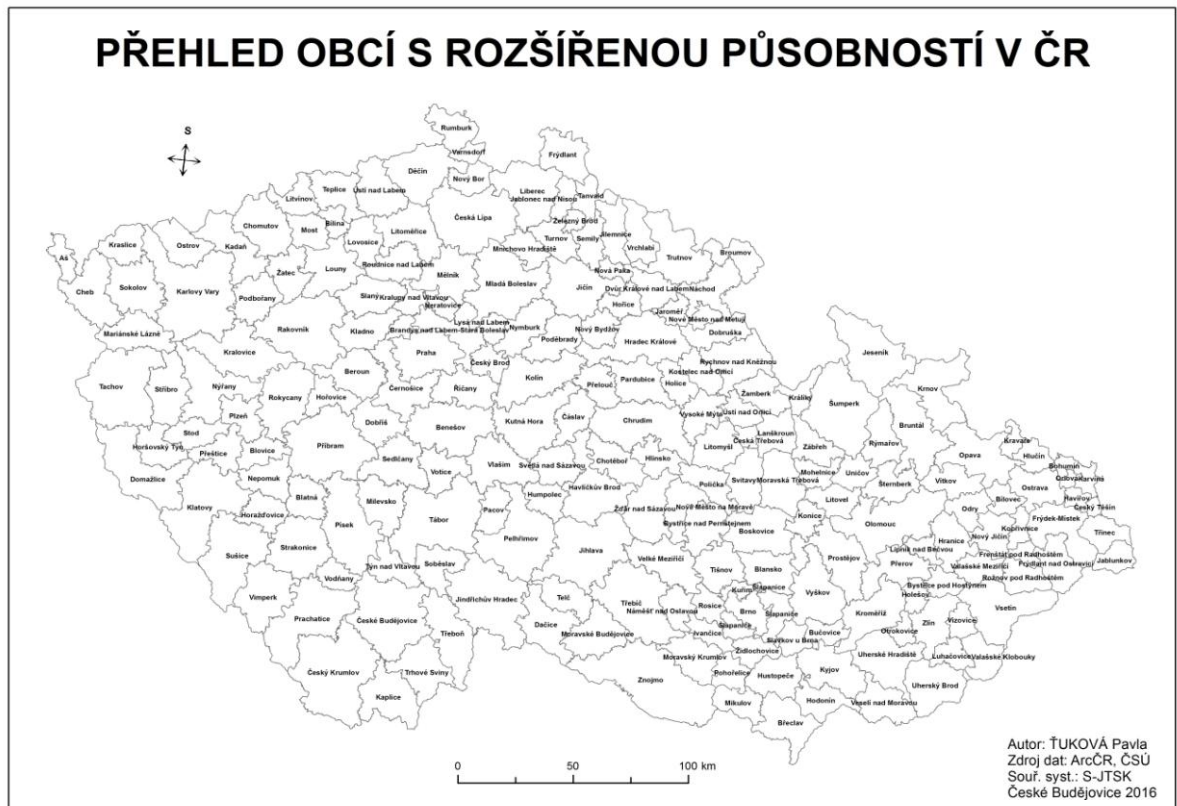 PŘEHLED OBCÍ S ROZŠÍŘENOU PŮSOBNOSTÍ V ČR
S
Rumburk
Varnsdorf
Frýdlant
Děčín
Nový Bor
Teplice
Ústí nad Labem
Litvínov
Liberec
Jablonec nad Nisou
Tanvald
Česká Lípa
Chomutov
Bílina
Most
Litoměřice
Železný Brod
Turnov
Semily
Jilemnice
Kraslice
Ostrov
Kadaň
Lovosice
Mnichovo Hradiště
Vrchlabí
Trutnov
Broumov
Aš
Roudnice nad Labem
Louny
Žatec
Mělník
Nová Paka
Cheb
Sokolov
Karlovy Vary
Podbořany
Mladá Boleslav
Jičín
Dvůr Králové nad Labem
Náchod
Slaný
Kralupy nad Vltavou
Neratovice
Hořice
Jaroměř
Nové Město nad Metují
Mariánské Lázně
Rakovník
Kladno
Lysá nad Labem
Brandýs nad Labem-Stará Boleslav
Nymburk
Poděbrady
Nový Bydžov
Hradec Králové
Dobruška
Kralovice
Praha
Český Brod
Rychnov nad Kněžnou
Kostelec nad Orlicí
Jeseník
Tachov
Stříbro
Nýřany
Rokycany
Hořovice
Beroun
Černošice
Říčany
Kolín
Přelouč
Pardubice
Holice
Žamberk
Králíky
Šumperk
Krnov
Plzeň
Dobříš
Benešov
Kutná Hora
Čáslav
Chrudim
Vysoké Mýto
Ústí nad Orlicí
Lanškroun
Česká Třebová
Bruntál
Stod
Horšovský Týn
Přeštice
Blovice
Příbram
Sedlčany
Votice
Vlašim
Světlá nad Sázavou
Chotěboř
Hlinsko
Litomyšl
Zábřeh
Rýmařov
Opava
Kravaře
Hlučín
Domažlice
Nepomuk
Klatovy
Blatná
Horažďovice
Milevsko
Tábor
Pacov
Humpolec
Havlíčkův Brod
Polička
Svitavy
Moravská Třebová
Mohelnice
Uničov
Šternberk
Vítkov
Ostrava
Bohumín
Orlová
Karviná
Havířov
Český Těšín
Litovel
Bílovec
Písek
Pelhřimov
Žďár nad Sázavou
Nové Město na Moravě
Bystřice nad Pernštejnem
Boskovice
Konice
Olomouc
Odry
Nový Jičín
Kopřivnice
Frýdek-Místek
Třinec
Jablunkov
Sušice
Strakonice
Vodňany
Týn nad Vltavou
Soběslav
Jihlava
Velké Meziříčí
Tišnov
Blansko
Prostějov
Přerov
Lipník nad Bečvou
Hranice
Valašské Meziříčí
Frenštát pod Radhoštěm
Frýdlant nad Ostravicí
Rožnov pod Radhoštěm
Vimperk
Prachatice
České Budějovice
Jindřichův Hradec
Telč
Dačice
Třebíč
Náměšť nad Oslavou
Rosice
Kuřim
Brno
Šlapanice
Šlapanice
Šlapanice
Vyškov
Kroměříž
Bystřice pod Hostýnem
Holešov
Vsetín
Třeboň
Moravské Budějovice
Ivančice
Slavkov u Brna
Bučovice
Otrokovice
Zlín
Vizovice
Český Krumlov
Trhové Sviny
Kaplice
Moravský Krumlov
Židlochovice
Znojmo
Pohořelice
Hustopeče
Kyjov
Uherské Hradiště
Luhačovice
Valašské Klobouky
Uherský Brod
Mikulov
Břeclav
Hodonín
Veselí nad Moravou
0 50 100 km
Autor: ŤUKOVÁ Pavla
Zdroj dat: ArcČR, ČSÚ
Souř. syst.: S-JTSK
České Budějovice 2016